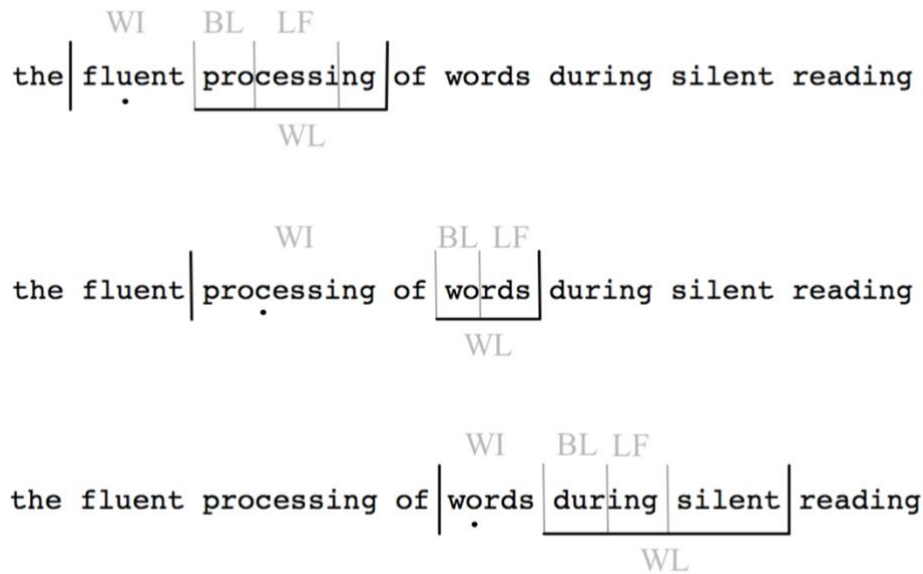 WI BL LF
the fluent processing of words during silent reading
WL
WI BL LF
the fluent processing of words during silent reading
WL
WI BL LF
the fluent processing of words during silent reading
WL